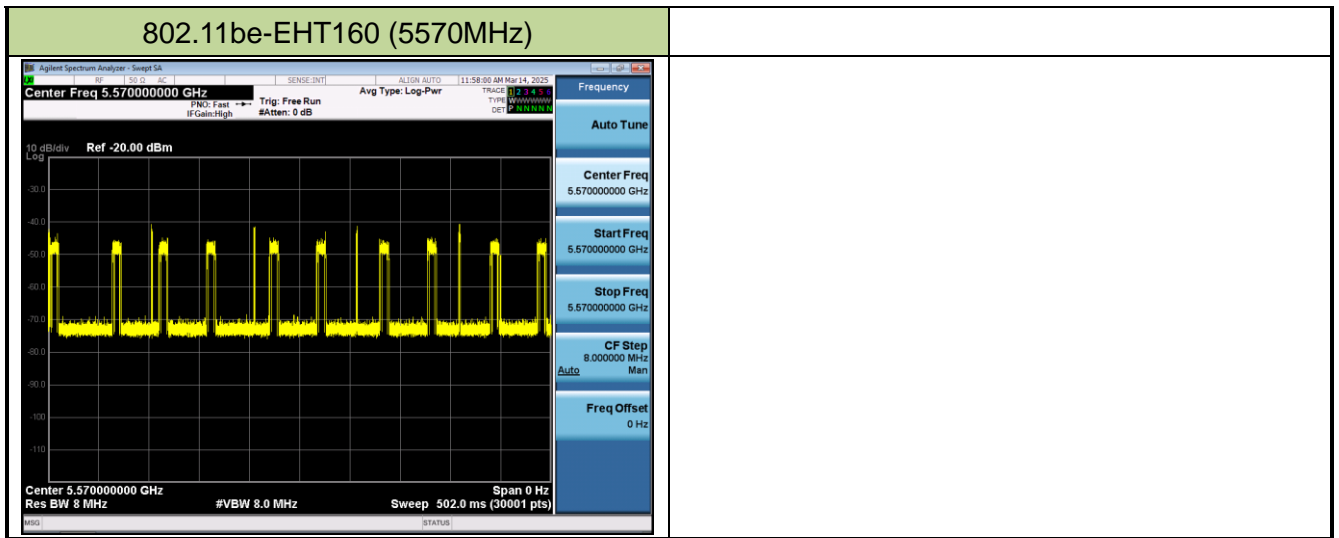 802.11be-EHT160 (5570MHz)
Agilent Spectrum Analyzer - Swept SA
RF 50 Ω AC SENSE:INT ALIGN AUTO 11:58:00 AM Mar14, 2025
Center Freq 5.570000000 GHz Avg Type: Log-Pwr TRACE 1 2 3 4 5 6 Frequency
PNO: Fast Trig: Free Run TYPE WWWWWW
IFGain:High #Atten: 0 dB DET P N N N N N
Auto Tune
10 dB/div Ref -20.00 dBm
Log
Center Freq
5.570000000 GHz
-30.0
-40.0
Start Freq
5.570000000 GHz
-50.0
-60.0
Stop Freq
5.570000000 GHz
-70.0
CF Step
8.000000 MHz
Auto Man
-80.0
-90.0
Freq Offset
0 Hz
-100
-110
Center 5.570000000 GHz Span 0 Hz
Res BW 8 MHz #VBW 8.0 MHz Sweep 502.0 ms (30001 pts)
MSG STATUS